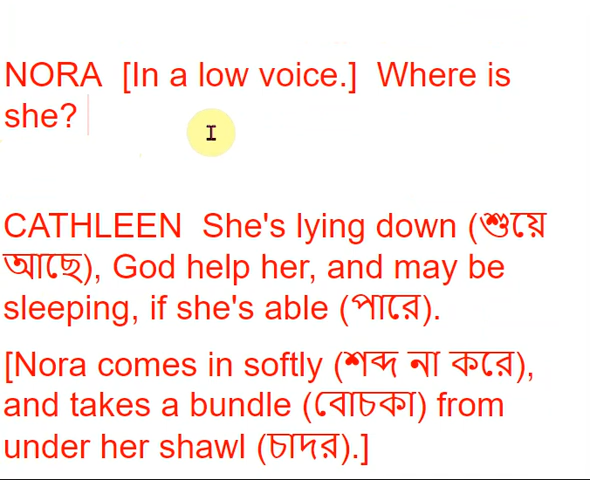 NORA [In a low voice.] Where is
she?
CATHLEEN She's lying down (শুয়ে
আছে), God help her, and may be
sleeping, if she's able (পারে).
[Nora comes in softly (শব্দ না করে),
and takes a bundle (বোচকা) from
under her shawl (চাদর).]